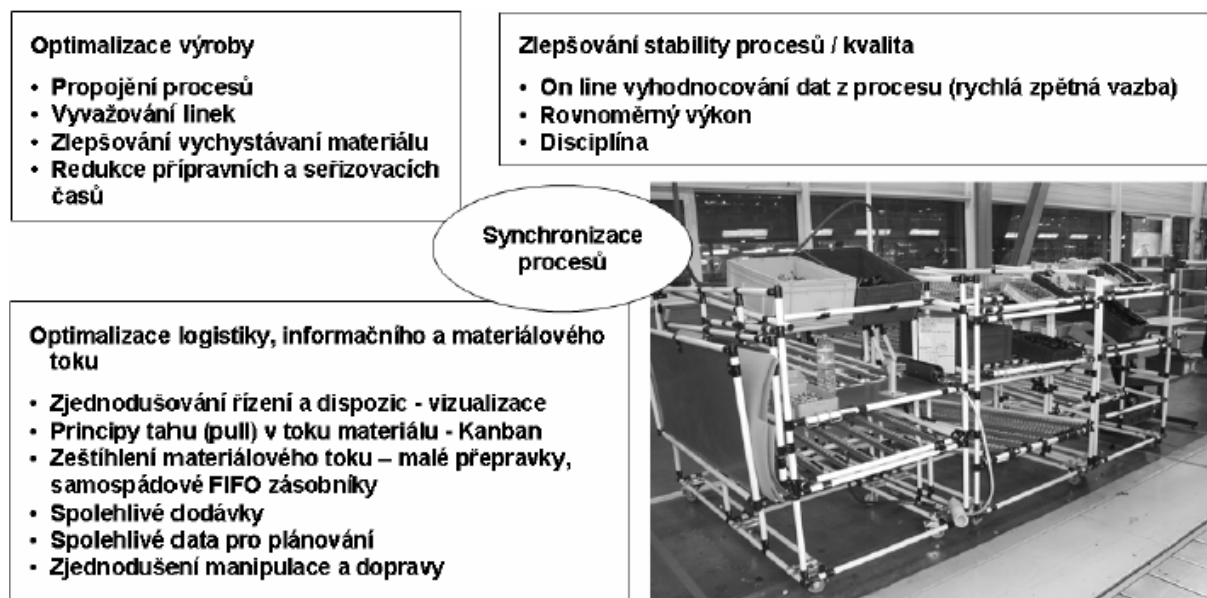 Optimalizace výroby
• Propojění procesů
• Vyvažování linek
• Zlepšování vychystávaní materiálu
• Redukce přípravních a seřizovacích
časů
Zlepšování stability procesů / kvalita
• On line vyhodnocování dat z procesu (rychlá zpětná vazba)
• Rovnoměrný výkon
• Disciplína
Synchronizace
procesů
Optimalizace logistiky, informačního a materiálového
toku
• Zjednodušování řízení a dispozic - vizualizace
• Principy tahu (pull) v toku materiálu - Kanban
• Zeštíhlení materiálového toku – malé přepravky,
samospádové FIFO zásobníky
• Spolehlivé dodávky
• Spolehlivé data pro plánování
• Zjednodušení manipulace a dopravy